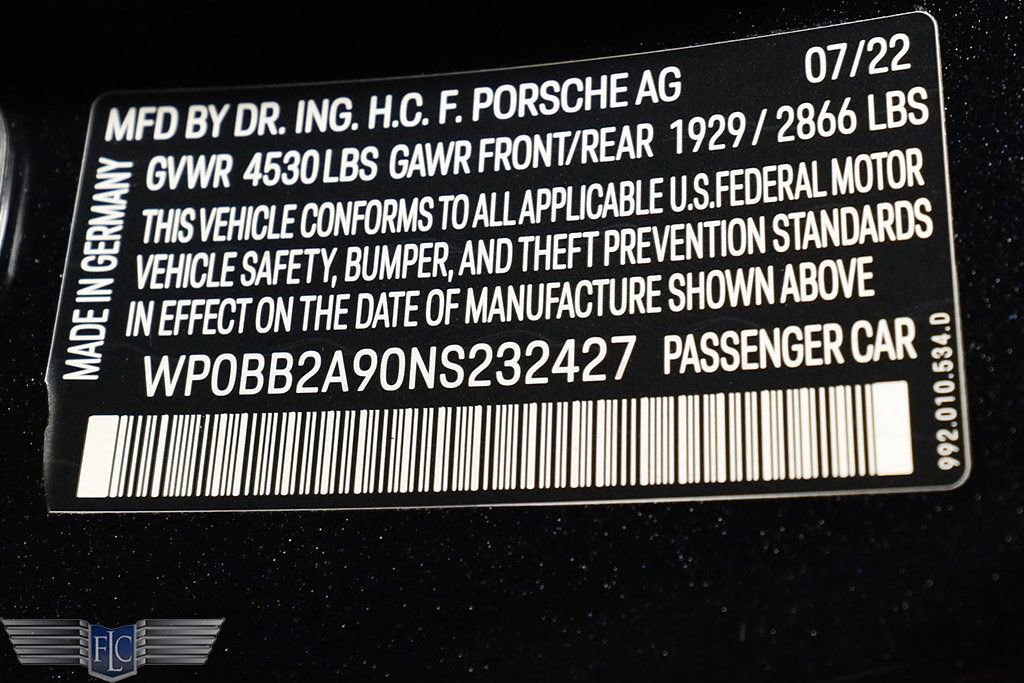 MFD BY DR. ING. H.C. F. PORSCHE AG 07/22
GVWR 4530 LBS GAWR FRONT/REAR 1929 / 2866 LBS
THIS VEHICLE CONFORMS TO ALL APPLICABLE U.S.FEDERAL MOTOR
VEHICLE SAFETY, BUMPER, AND THEFT PREVENTION STANDARDS
IN EFFECT ON THE DATE OF MANUFACTURE SHOWN ABOVE
WP0BB2A90NS232427 PASSENGER CAR
MADE IN GERMANY
992.010.534.0
FLC